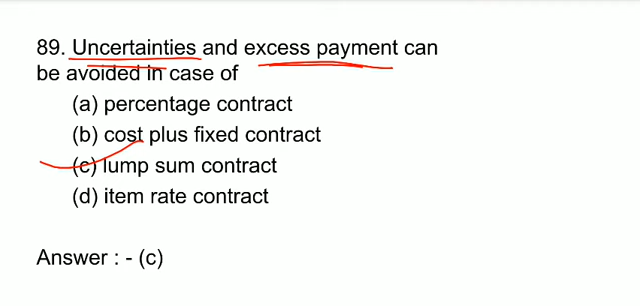 89. Uncertainties and excess payment can
be avoided in case of
(a) percentage contract
(b) cost plus fixed contract
(c) lump sum contract
(d) item rate contract
Answer : - (c)